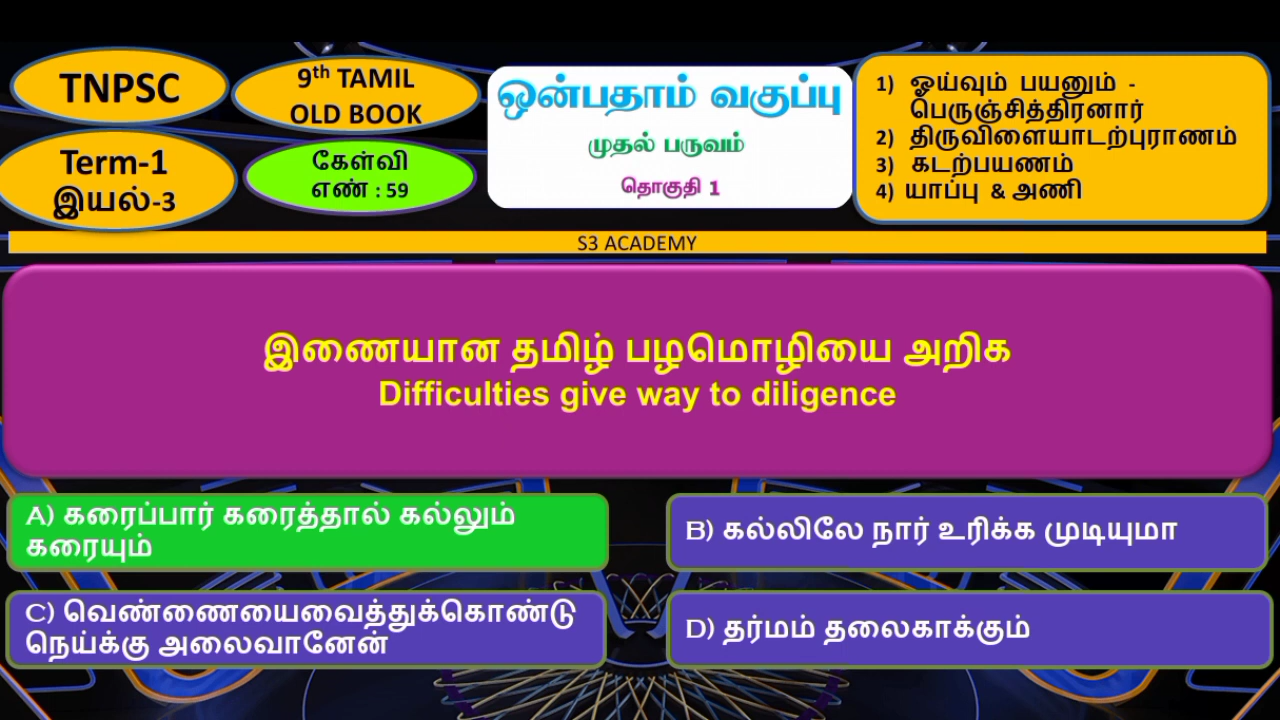 TNPSC
9th TAMIL
OLD BOOK
Term-1
இயல்-3
கேள்வி
எண் : 59
ஒன்பதாம் வகுப்பு
முதல் பருவம்
தொகுதி 1
1) ஓய்வும் பயனும் -
பெருஞ்சித்திரனார்
2) திருவிளையாடற்புராணம்
3) கடற்பயணம்
4) யாப்பு & அணி
S3 ACADEMY
இணையான தமிழ் பழமொழியை அறிக
Difficulties give way to diligence
A) கரைப்பார் கரைத்தால் கல்லும்
கரையும்
B) கல்லிலே நார் உரிக்க முடியுமா
C) வெண்ணையைவைத்துக்கொண்டு
நெய்க்கு அலைவானேன்
D) தர்மம் தலைகாக்கும்